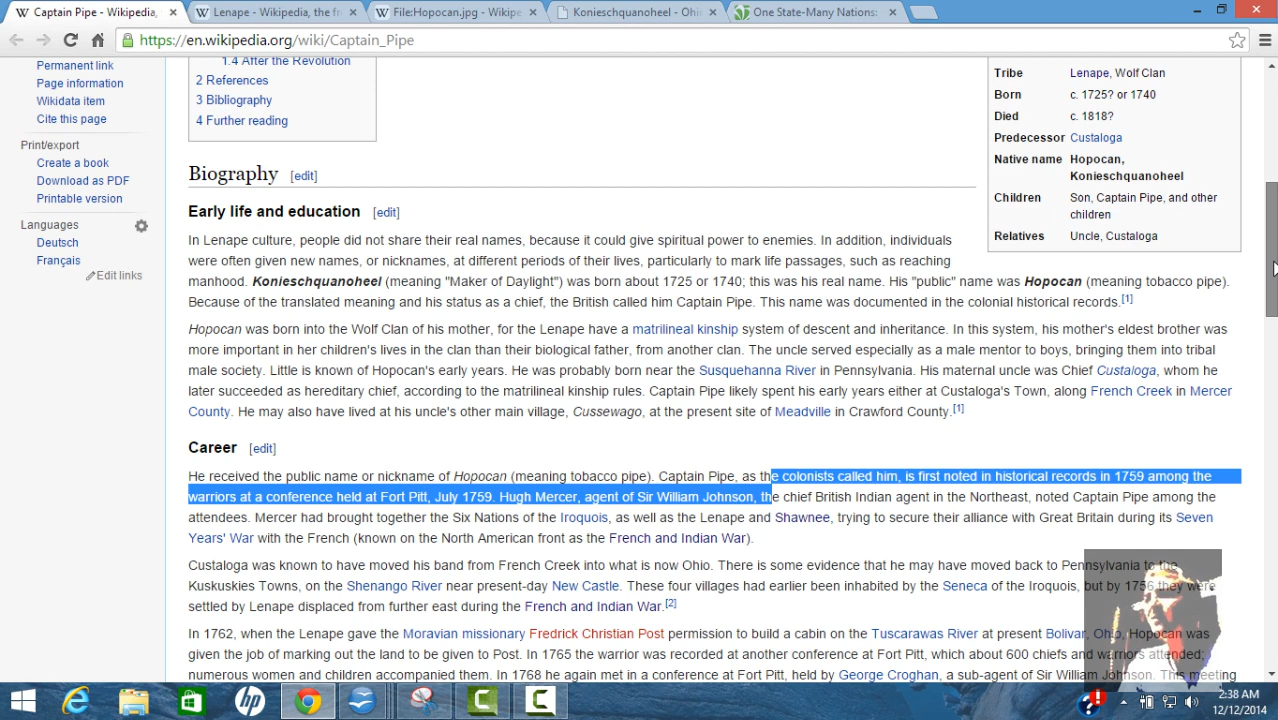 Captain Pipe - Wikipedia,
Lenape - Wikipedia, the fr
File:Hopocan.jpg - Wikipe
Konieschquanoheel - Ohi
One State-Many Nations:
https://en.wikipedia.org/wiki/Captain_Pipe
Permanent link
Page information
Wikidata item
Cite this page
Print/export
Create a book
Download as PDF
Printable version
Languages
Deutsch
Français
Edit links
1.4 After the Revolution
2 References
3 Bibliography
4 Further reading
Tribe Lenape, Wolf Clan
Born c. 1725? or 1740
Died c. 1818?
Predecessor Custaloga
Native name Hopocan,
Konieschquanoheel
Children Son, Captain Pipe, and other
children
Relatives Uncle, Custaloga
Biography [edit]
Early life and education [edit]
In Lenape culture, people did not share their real names, because it could give spiritual power to enemies. In addition, individuals
were often given new names, or nicknames, at different periods of their lives, particularly to mark life passages, such as reaching
manhood. Konieschquanoheel (meaning "Maker of Daylight") was born about 1725 or 1740; this was his real name. His "public" name was Hopocan (meaning tobacco pipe).
Because of the translated meaning and his status as a chief, the British called him Captain Pipe. This name was documented in the colonial historical records.[1]
Hopocan was born into the Wolf Clan of his mother, for the Lenape have a matrilineal kinship system of descent and inheritance. In this system, his mother's eldest brother was
more important in her children's lives in the clan than their biological father, from another clan. The uncle served especially as a male mentor to boys, bringing them into tribal
male society. Little is known of Hopocan's early years. He was probably born near the Susquehanna River in Pennsylvania. His maternal uncle was Chief Custaloga, whom he
later succeeded as hereditary chief, according to the matrilineal kinship rules. Captain Pipe likely spent his early years either at Custaloga's Town, along French Creek in Mercer
County. He may also have lived at his uncle's other main village, Cussewago, at the present site of Meadville in Crawford County.[1]
Career [edit]
He received the public name or nickname of Hopocan (meaning tobacco pipe). Captain Pipe, as the colonists called him, is first noted in historical records in 1759 among the
warriors at a conference held at Fort Pitt, July 1759. Hugh Mercer, agent of Sir William Johnson, the chief British Indian agent in the Northeast, noted Captain Pipe among the
attendees. Mercer had brought together the Six Nations of the Iroquois, as well as the Lenape and Shawnee, trying to secure their alliance with Great Britain during its Seven
Years' War with the French (known on the North American front as the French and Indian War).
Custaloga was known to have moved his band from French Creek into what is now Ohio. There is some evidence that he may have moved back to Pennsylvania to the
Kuskuskies Towns, on the Shenango River near present-day New Castle. These four villages had earlier been inhabited by the Seneca of the Iroquois, but by 1756 they were
settled by Lenape displaced from further east during the French and Indian War.[2]
In 1762, when the Lenape gave the Moravian missionary Fredrick Christian Post permission to build a cabin on the Tuscarawas River at present Bolivar, Ohio, Hopocan was
given the job of marking out the land to be given to Post. In 1765 the warrior was recorded at another conference at Fort Pitt, which about 600 chiefs and warriors attended;
numerous women and children accompanied them. In 1768 he again met in a conference at Fort Pitt, held by George Croghan, a sub-agent of Sir William Johnson. This meeting
2:38 AM
12/12/2014